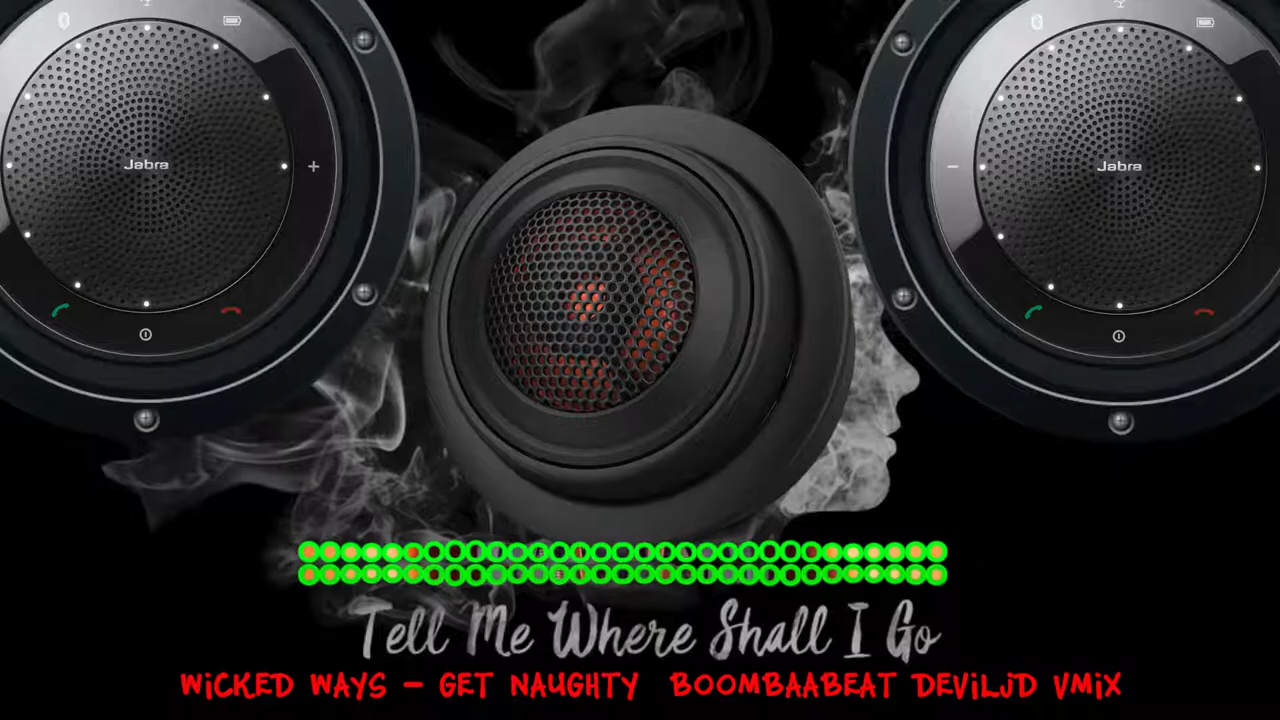 Jabra
Jabra
Tell Me Where Shall I Go
WiCKED WAYS - GET NAUGHTY BOOMBAABEAT DEViLJD VMiX